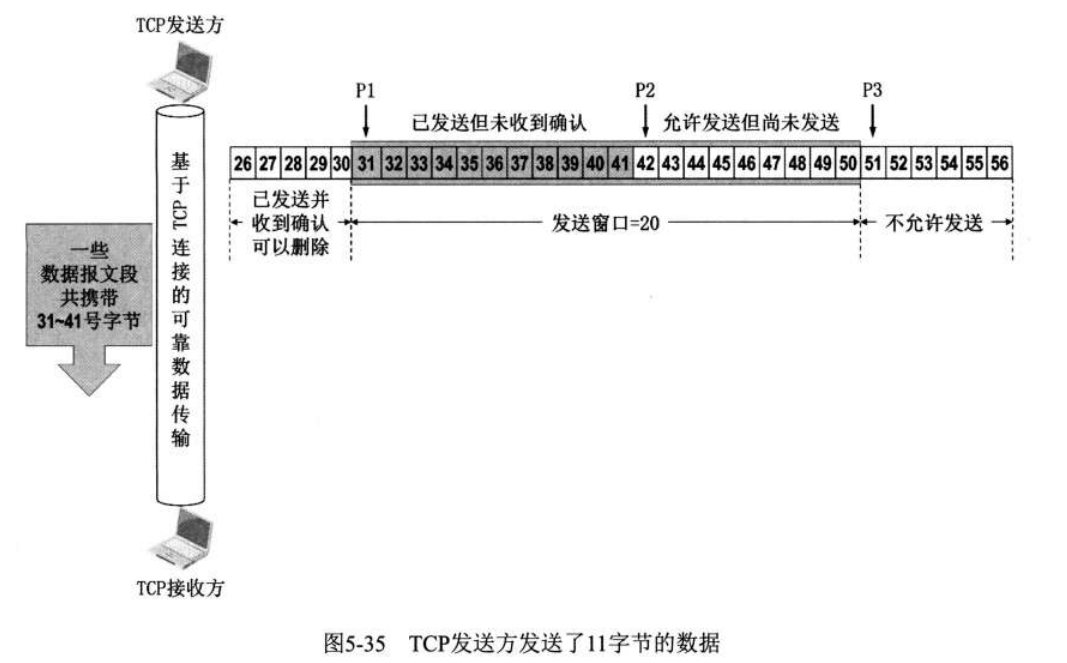 TCP发送方
P1
P2
P3
已发送但未收到确认
允许发送但尚未发送
26 27 28 29 30 31 32 33 34 35 36 37 38 39 40 41 42 43 44 45 46 47 48 49 50 51 52 53 54 55 56
已发送并
收到确认
可以删除
发送窗口=20
不允许发送
基于TCP连接的可靠数据传输
一些
数据报文段
共携带
31~41号字节
TCP接收方
图5-35 TCP发送方发送了11字节的数据